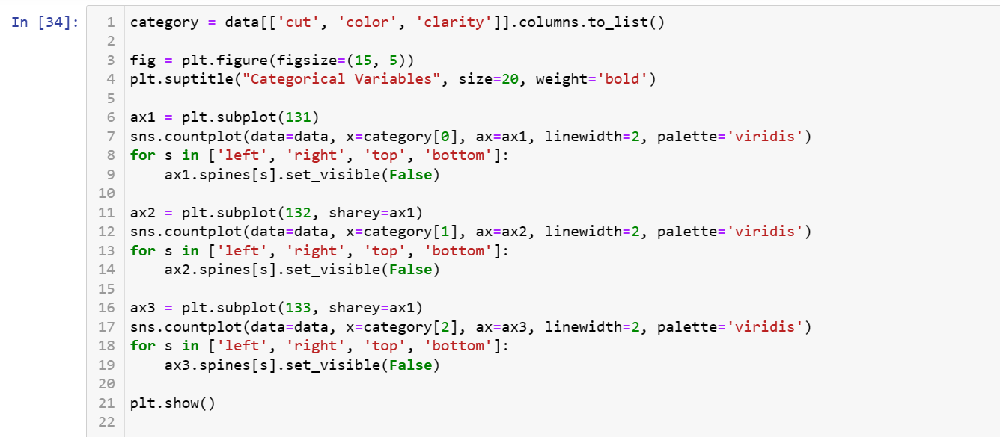 In [34]:
1 category = data[['cut', 'color', 'clarity']].columns.to_list()
2
3 fig = plt.figure(figsize=(15, 5))
4 plt.suptitle("Categorical Variables", size=20, weight='bold')
5
6 ax1 = plt.subplot(131)
7 sns.countplot(data=data, x=category[0], ax=ax1, linewidth=2, palette='viridis')
8 for s in ['left', 'right', 'top', 'bottom']:
9     ax1.spines[s].set_visible(False)
10
11 ax2 = plt.subplot(132, sharey=ax1)
12 sns.countplot(data=data, x=category[1], ax=ax2, linewidth=2, palette='viridis')
13 for s in ['left', 'right', 'top', 'bottom']:
14     ax2.spines[s].set_visible(False)
15
16 ax3 = plt.subplot(133, sharey=ax1)
17 sns.countplot(data=data, x=category[2], ax=ax3, linewidth=2, palette='viridis')
18 for s in ['left', 'right', 'top', 'bottom']:
19     ax3.spines[s].set_visible(False)
20
21 plt.show()
22